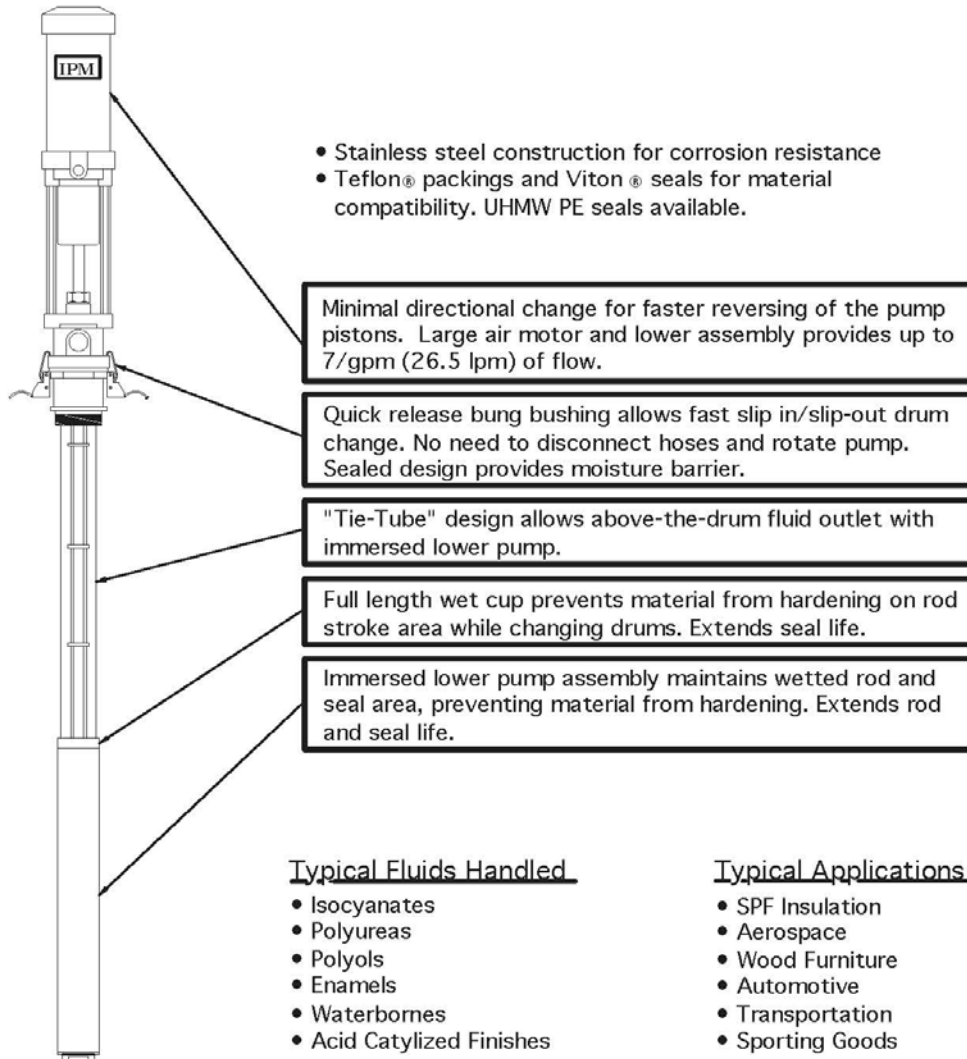 IPM
• Stainless steel construction for corrosion resistance
• Teflon® packings and Viton ® seals for material
compatibility. UHMW PE seals available.
Minimal directional change for faster reversing of the pump
pistons. Large air motor and lower assembly provides up to
7/gpm (26.5 lpm) of flow.
Quick release bung bushing allows fast slip in/slip-out drum
change. No need to disconnect hoses and rotate pump.
Sealed design provides moisture barrier.
"Tie-Tube" design allows above-the-drum fluid outlet with
immersed lower pump.
Full length wet cup prevents material from hardening on rod
stroke area while changing drums. Extends seal life.
Immersed lower pump assembly maintains wetted rod and
seal area, preventing material from hardening. Extends rod
and seal life.
Typical Fluids Handled
• Isocyanates
• Polyureas
• Polyols
• Enamels
• Waterbornes
• Acid Catylized Finishes
Typical Applications
• SPF Insulation
• Aerospace
• Wood Furniture
• Automotive
• Transportation
• Sporting Goods